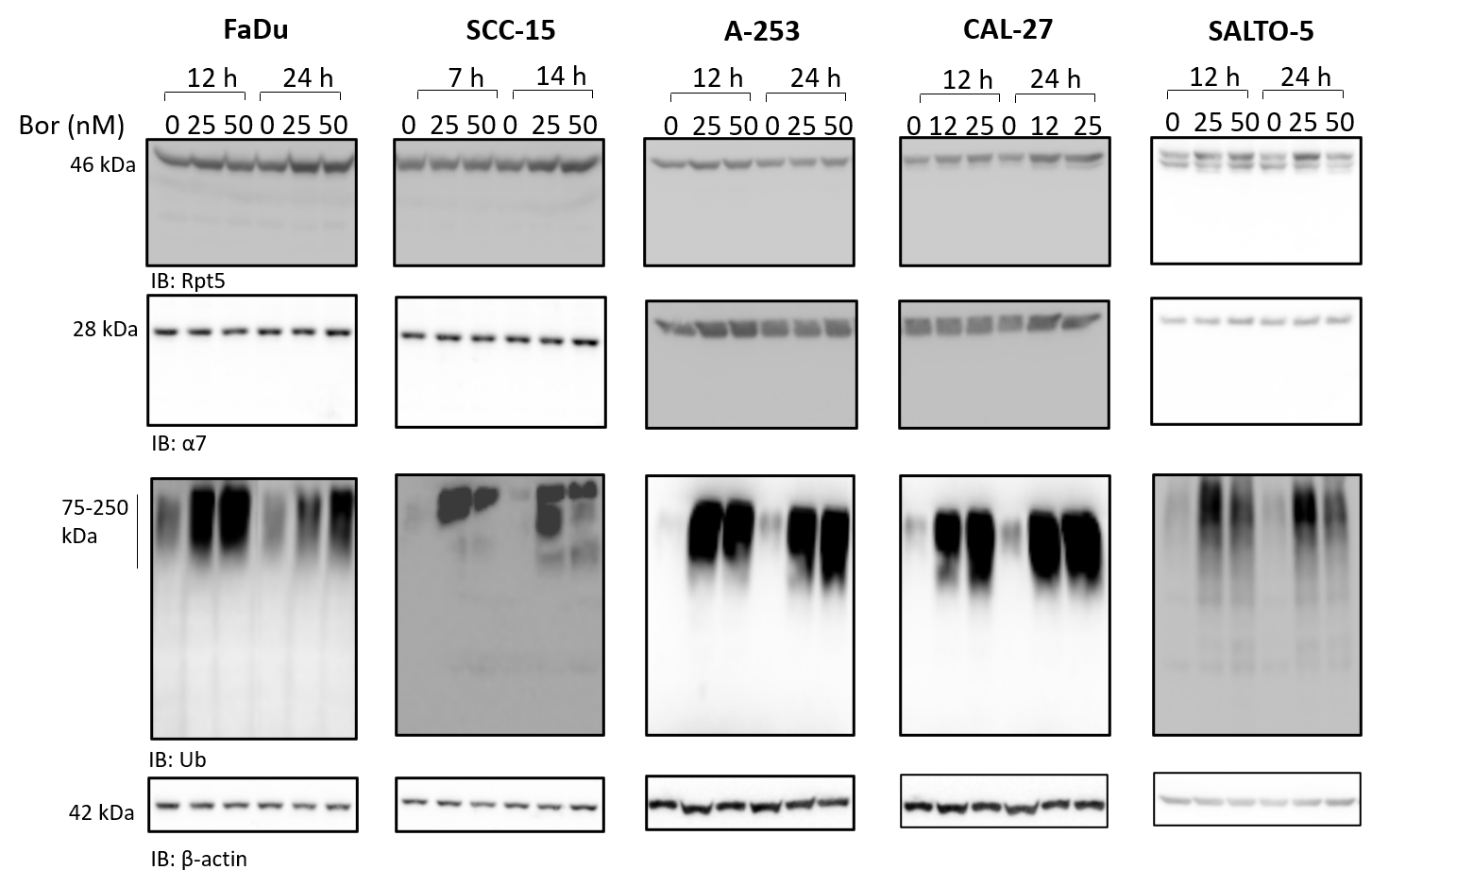 FaDu SCC-15 A-253 CAL-27 SALTO-5
12 h 24 h 7 h 14 h 12 h 24 h 12 h 24 h 12 h 24 h
Bor (nM) 0 25 50 0 25 50 0 25 50 0 25 50 0 25 50 0 25 50 0 12 25 0 12 25 0 25 50 0 25 50
46 kDa
IB: Rpt5
28 kDa
IB: α7
75-250
kDa
IB: Ub
42 kDa
IB: β-actin